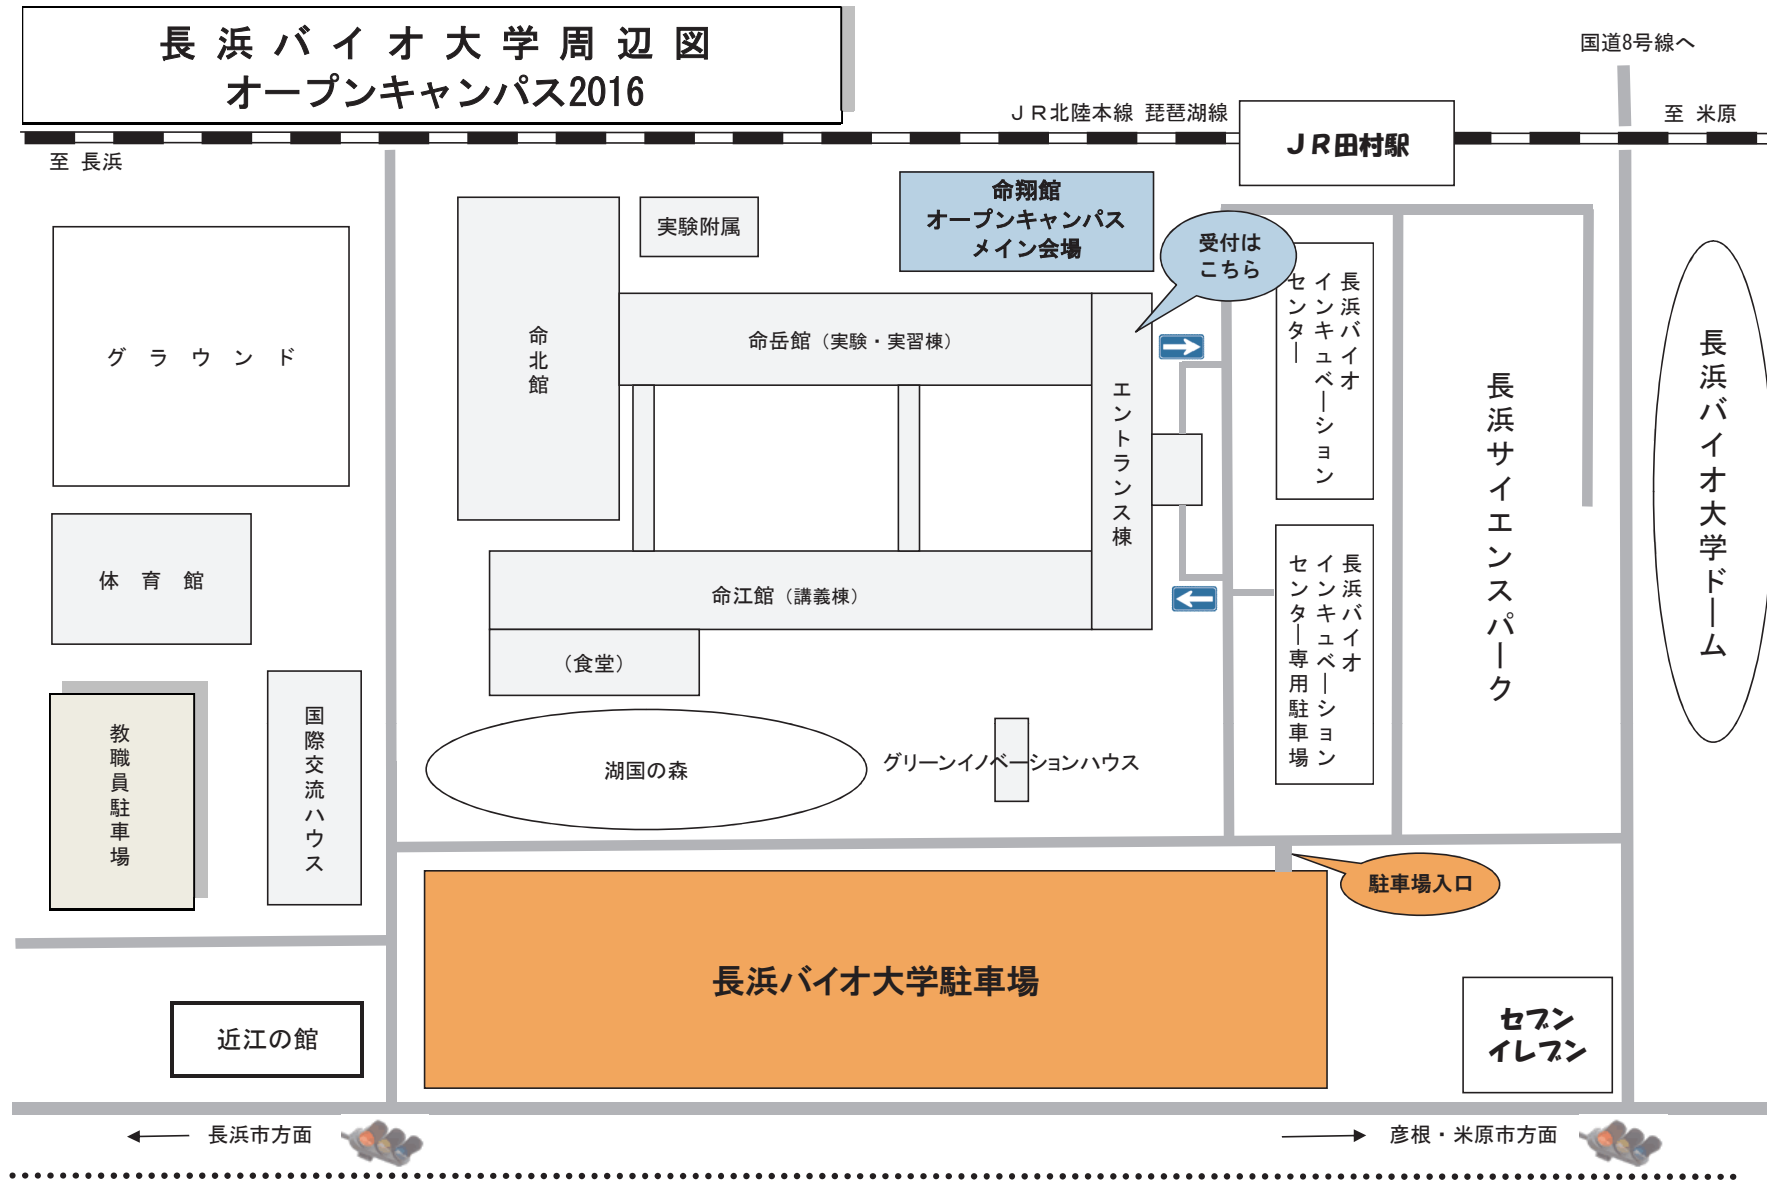 長浜バイオ大学周辺図
オープンキャンパス2016
国道8号線へ
JR北陸本線 琵琶湖線
JR田村駅
至 米原
至 長浜
命翔館
オープンキャンパス
メイン会場
実験附属
受付は
こちら
グラウンド
命北館
命岳館（実験・実習棟）
エントランス棟
長浜バイオ
インキュベーション
センター
長浜サイエンスパーク
長浜バイオ大学ドーム
体育館
命江館（講義棟）
長浜バイオ
インキュベーション
センター専用駐車場
（食堂）
教職員駐車場
国際交流ハウス
湖国の森
グリーンイノベーションハウス
駐車場入口
長浜バイオ大学駐車場
近江の館
セブン
イレブン
← 長浜市方面
→ 彦根・米原市方面